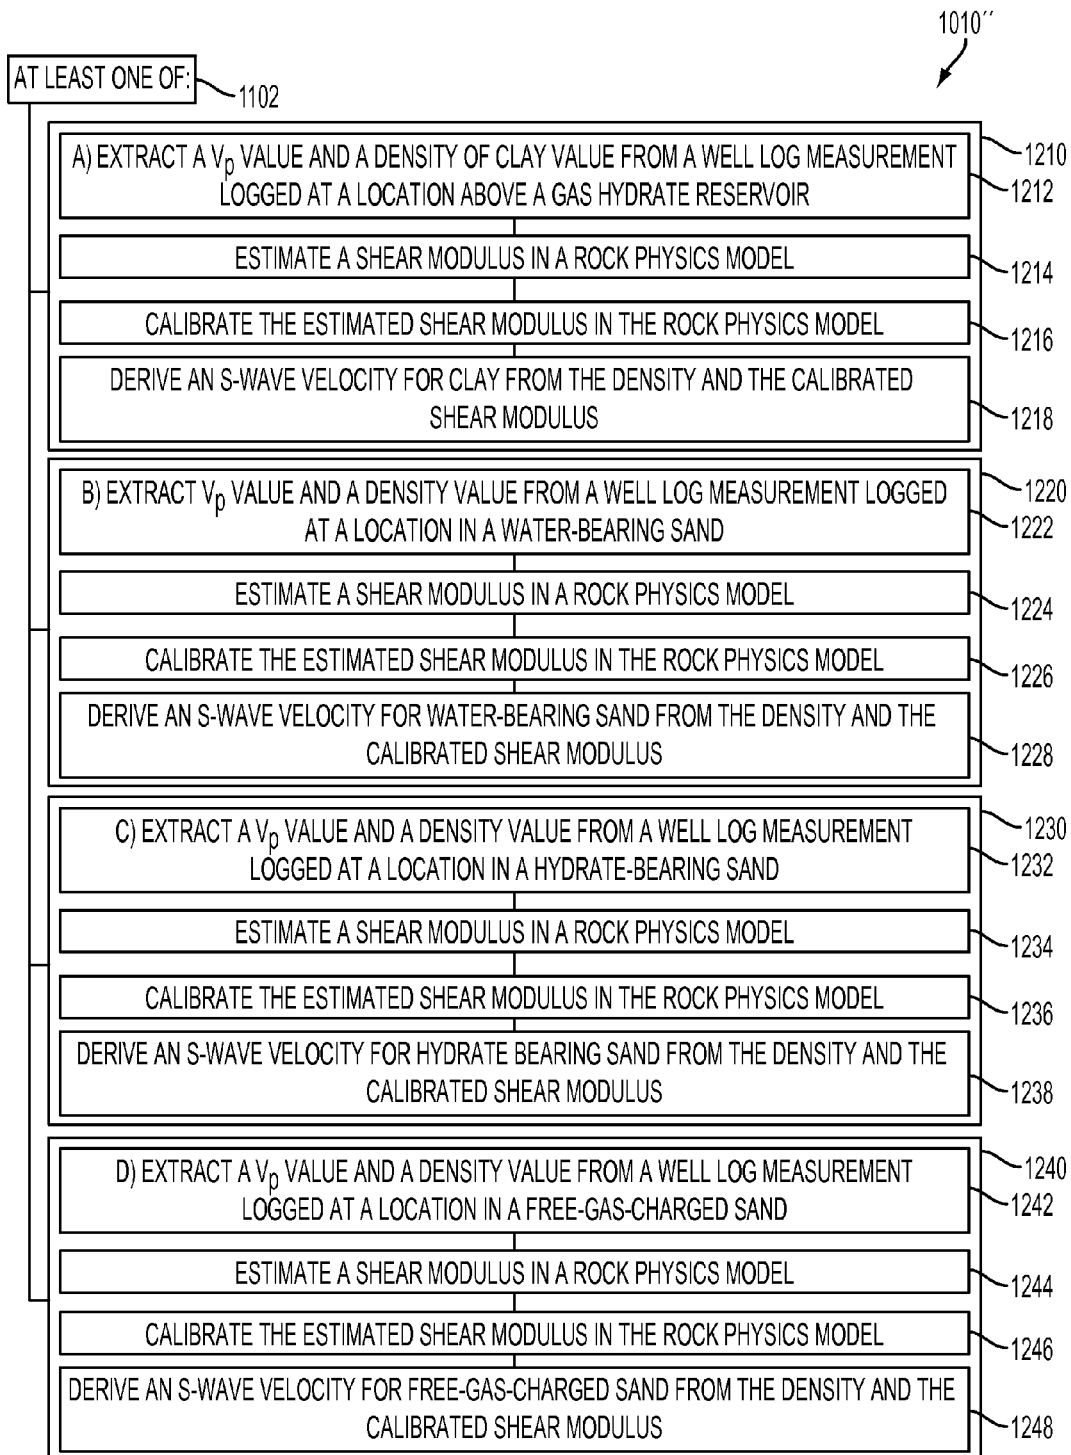 1010′′
AT LEAST ONE OF:
1102
A) EXTRACT A Vp VALUE AND A DENSITY OF CLAY VALUE FROM A WELL LOG MEASUREMENT
LOGGED AT A LOCATION ABOVE A GAS HYDRATE RESERVOIR
1210
1212
ESTIMATE A SHEAR MODULUS IN A ROCK PHYSICS MODEL
1214
CALIBRATE THE ESTIMATED SHEAR MODULUS IN THE ROCK PHYSICS MODEL
1216
DERIVE AN S-WAVE VELOCITY FOR CLAY FROM THE DENSITY AND THE CALIBRATED
SHEAR MODULUS
1218
B) EXTRACT Vp VALUE AND A DENSITY VALUE FROM A WELL LOG MEASUREMENT LOGGED
AT A LOCATION IN A WATER-BEARING SAND
1220
1222
ESTIMATE A SHEAR MODULUS IN A ROCK PHYSICS MODEL
1224
CALIBRATE THE ESTIMATED SHEAR MODULUS IN THE ROCK PHYSICS MODEL
1226
DERIVE AN S-WAVE VELOCITY FOR WATER-BEARING SAND FROM THE DENSITY AND THE
CALIBRATED SHEAR MODULUS
1228
C) EXTRACT A Vp VALUE AND A DENSITY VALUE FROM A WELL LOG MEASUREMENT
LOGGED AT A LOCATION IN A HYDRATE-BEARING SAND
1230
1232
ESTIMATE A SHEAR MODULUS IN A ROCK PHYSICS MODEL
1234
CALIBRATE THE ESTIMATED SHEAR MODULUS IN THE ROCK PHYSICS MODEL
1236
DERIVE AN S-WAVE VELOCITY FOR HYDRATE BEARING SAND FROM THE DENSITY AND THE
CALIBRATED SHEAR MODULUS
1238
D) EXTRACT A Vp VALUE AND A DENSITY VALUE FROM A WELL LOG MEASUREMENT
LOGGED AT A LOCATION IN A FREE-GAS-CHARGED SAND
1240
1242
ESTIMATE A SHEAR MODULUS IN A ROCK PHYSICS MODEL
1244
CALIBRATE THE ESTIMATED SHEAR MODULUS IN THE ROCK PHYSICS MODEL
1246
DERIVE AN S-WAVE VELOCITY FOR FREE-GAS-CHARGED SAND FROM THE DENSITY AND THE
CALIBRATED SHEAR MODULUS
1248